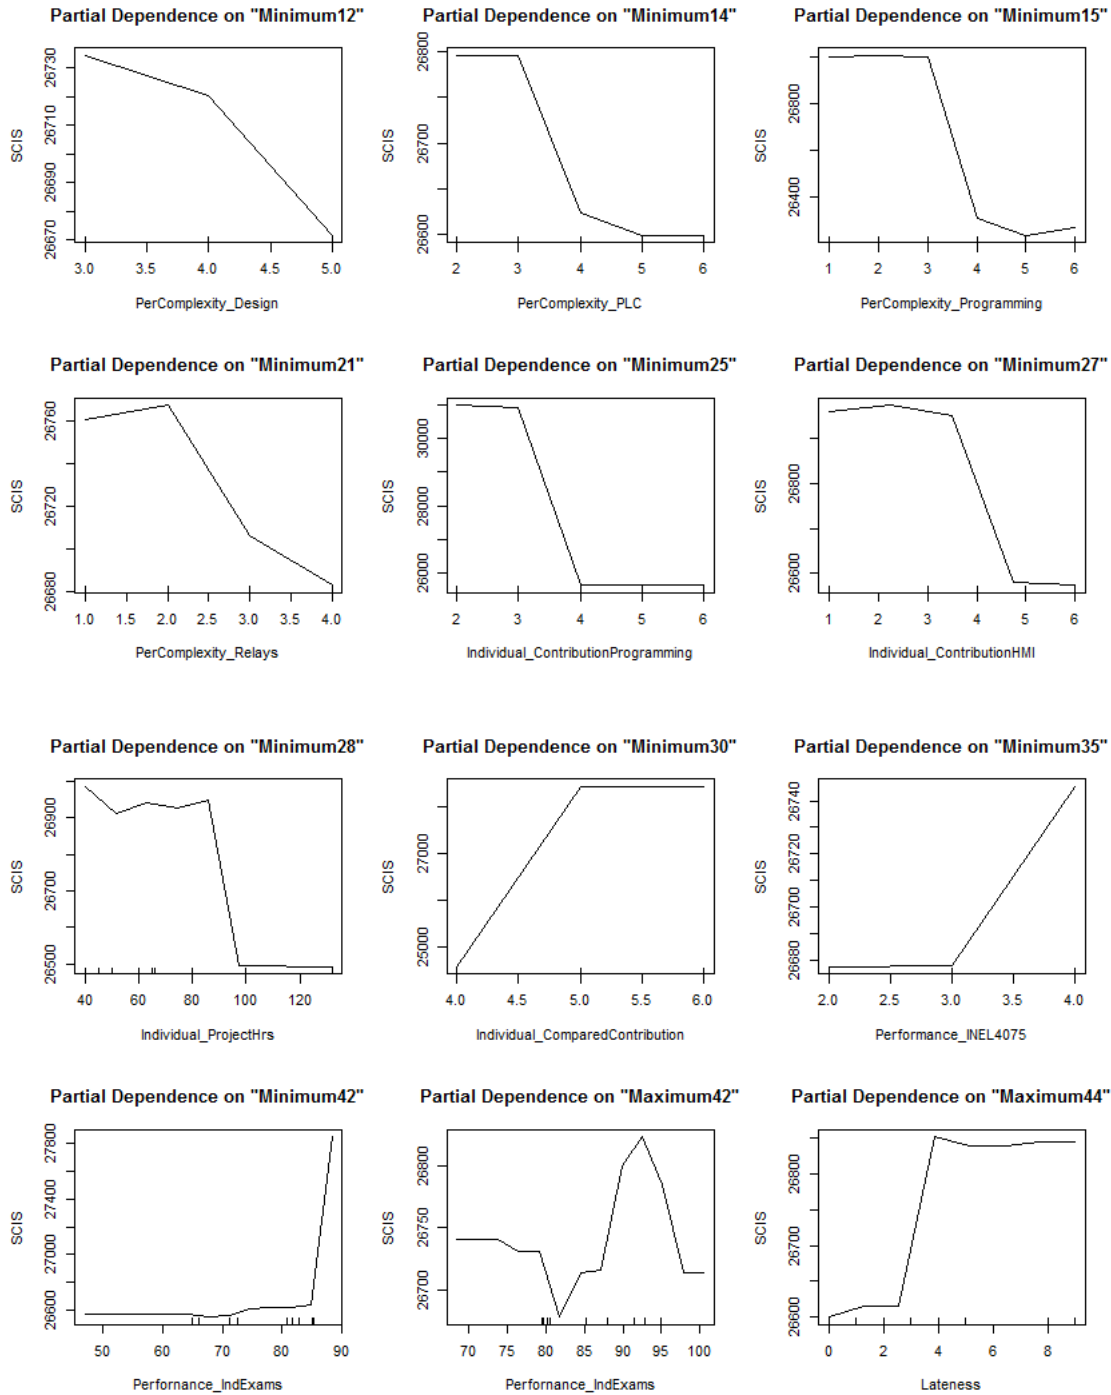 Partial Dependence on "Minimum12"
SCIS
26670 26690 26710 26730
3.0 3.5 4.0 4.5 5.0
PerComplexity_Design
Partial Dependence on "Minimum14"
SCIS
26600 26700 26800
2 3 4 5 6
PerComplexity_PLC
Partial Dependence on "Minimum15"
SCIS
26400 26800
1 2 3 4 5 6
PerComplexity_Programming
Partial Dependence on "Minimum21"
SCIS
26680 26720 26760
1.0 1.5 2.0 2.5 3.0 3.5 4.0
PerComplexity_Relays
Partial Dependence on "Minimum25"
SCIS
26000 28000 30000
2 3 4 5 6
Individual_ContributionProgramming
Partial Dependence on "Minimum27"
SCIS
26600 26800
1 2 3 4 5 6
Individual_ContributionHMI
Partial Dependence on "Minimum28"
SCIS
26500 26700 26900
40 60 80 100 120
Individual_ProjectHrs
Partial Dependence on "Minimum30"
SCIS
25000 27000
4.0 4.5 5.0 5.5 6.0
Individual_ComparedContribution
Partial Dependence on "Minimum35"
SCIS
26680 26700 26720 26740
2.0 2.5 3.0 3.5 4.0
Performance_INEL4075
Partial Dependence on "Minimum42"
SCIS
26600 27000 27400 27800
50 60 70 80 90
Perfornance_IndExams
Partial Dependence on "Maximum42"
SCIS
26700 26750 26800
70 75 80 85 90 95 100
Perfornance_IndExams
Partial Dependence on "Maximum44"
SCIS
26600 26700 26800
0 2 4 6 8
Lateness